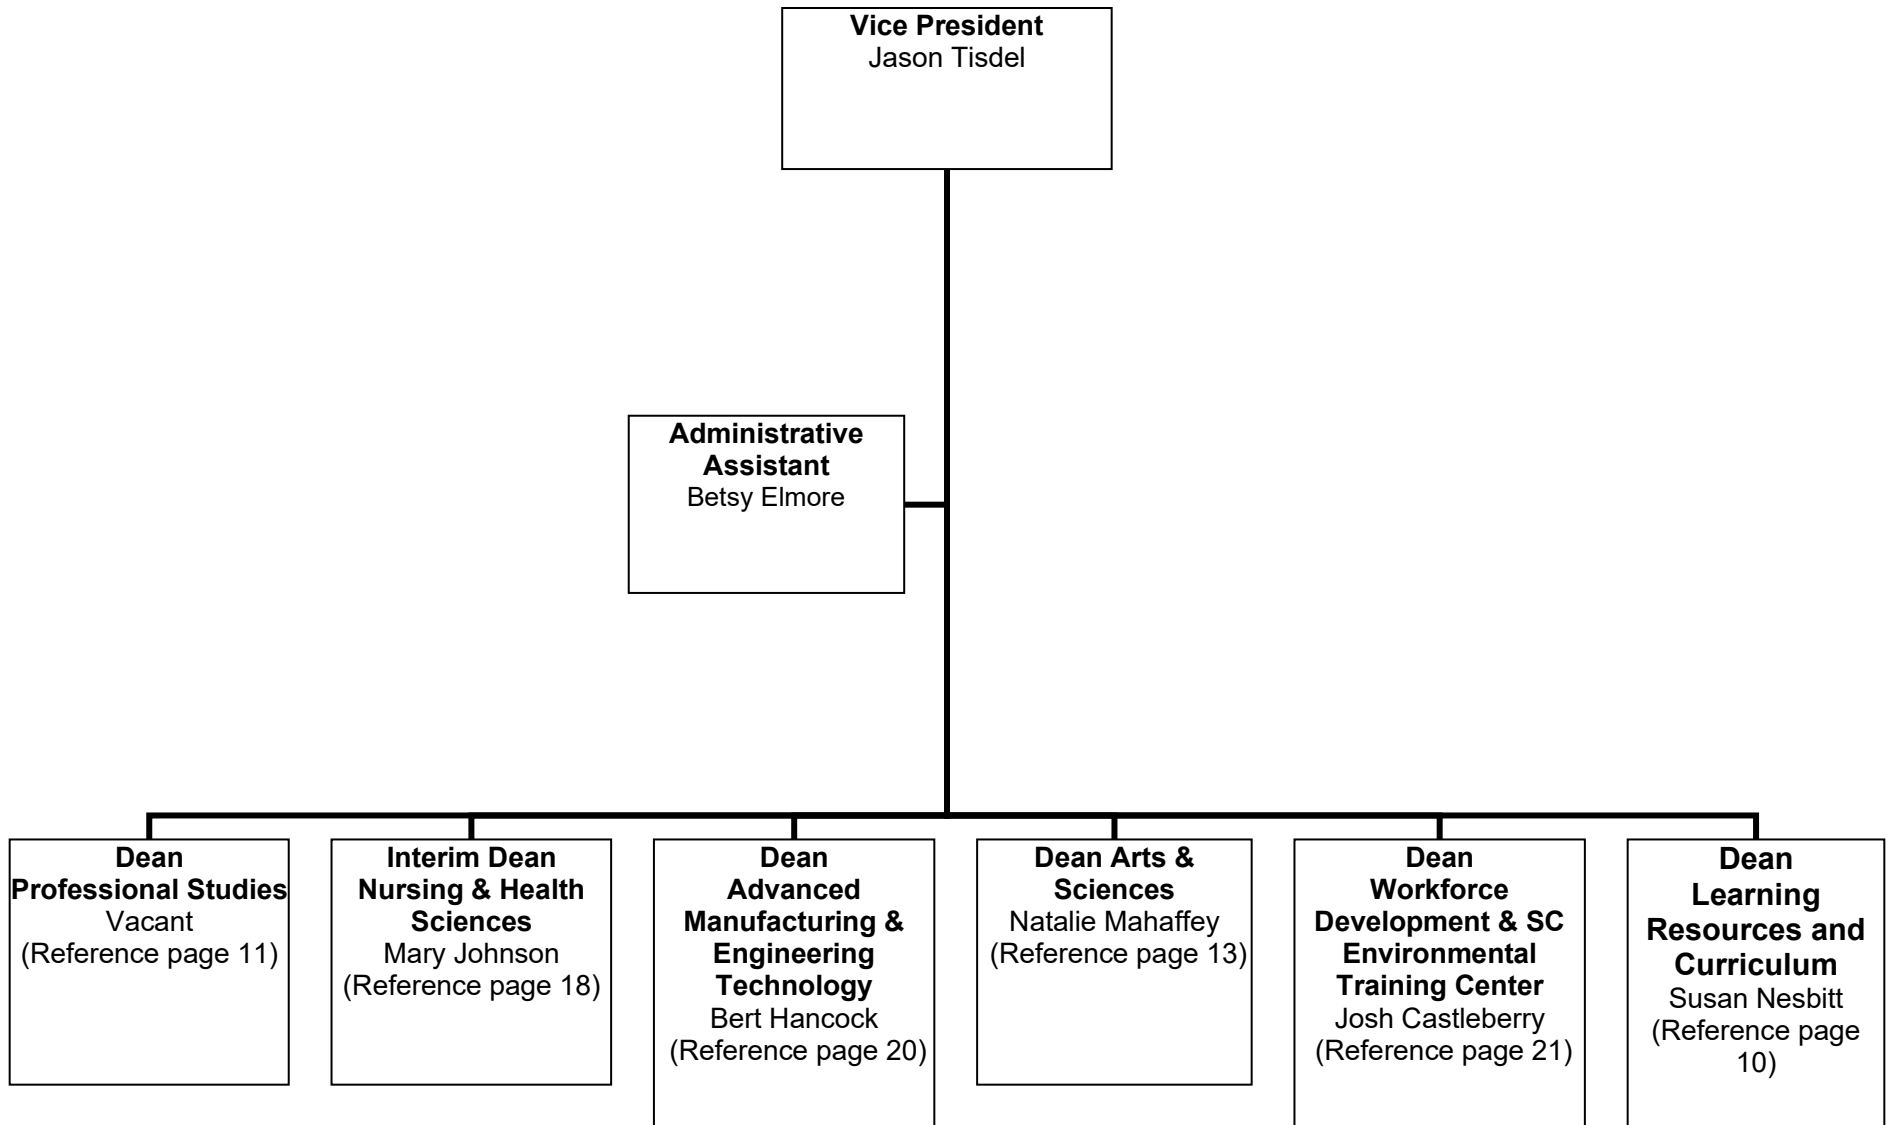 Vice President
Jason Tisdel
Administrative
Assistant
Betsy Elmore
Dean
Professional Studies
Vacant
(Reference page 11)
Interim Dean
Nursing & Health
Sciences
Mary Johnson
(Reference page 18)
Dean
Advanced
Manufacturing &
Engineering
Technology
Bert Hancock
(Reference page 20)
Dean Arts &
Sciences
Natalie Mahaffey
(Reference page 13)
Dean
Workforce
Development & SC
Environmental
Training Center
Josh Castleberry
(Reference page 21)
Dean
Learning
Resources and
Curriculum
Susan Nesbitt
(Reference page
10)